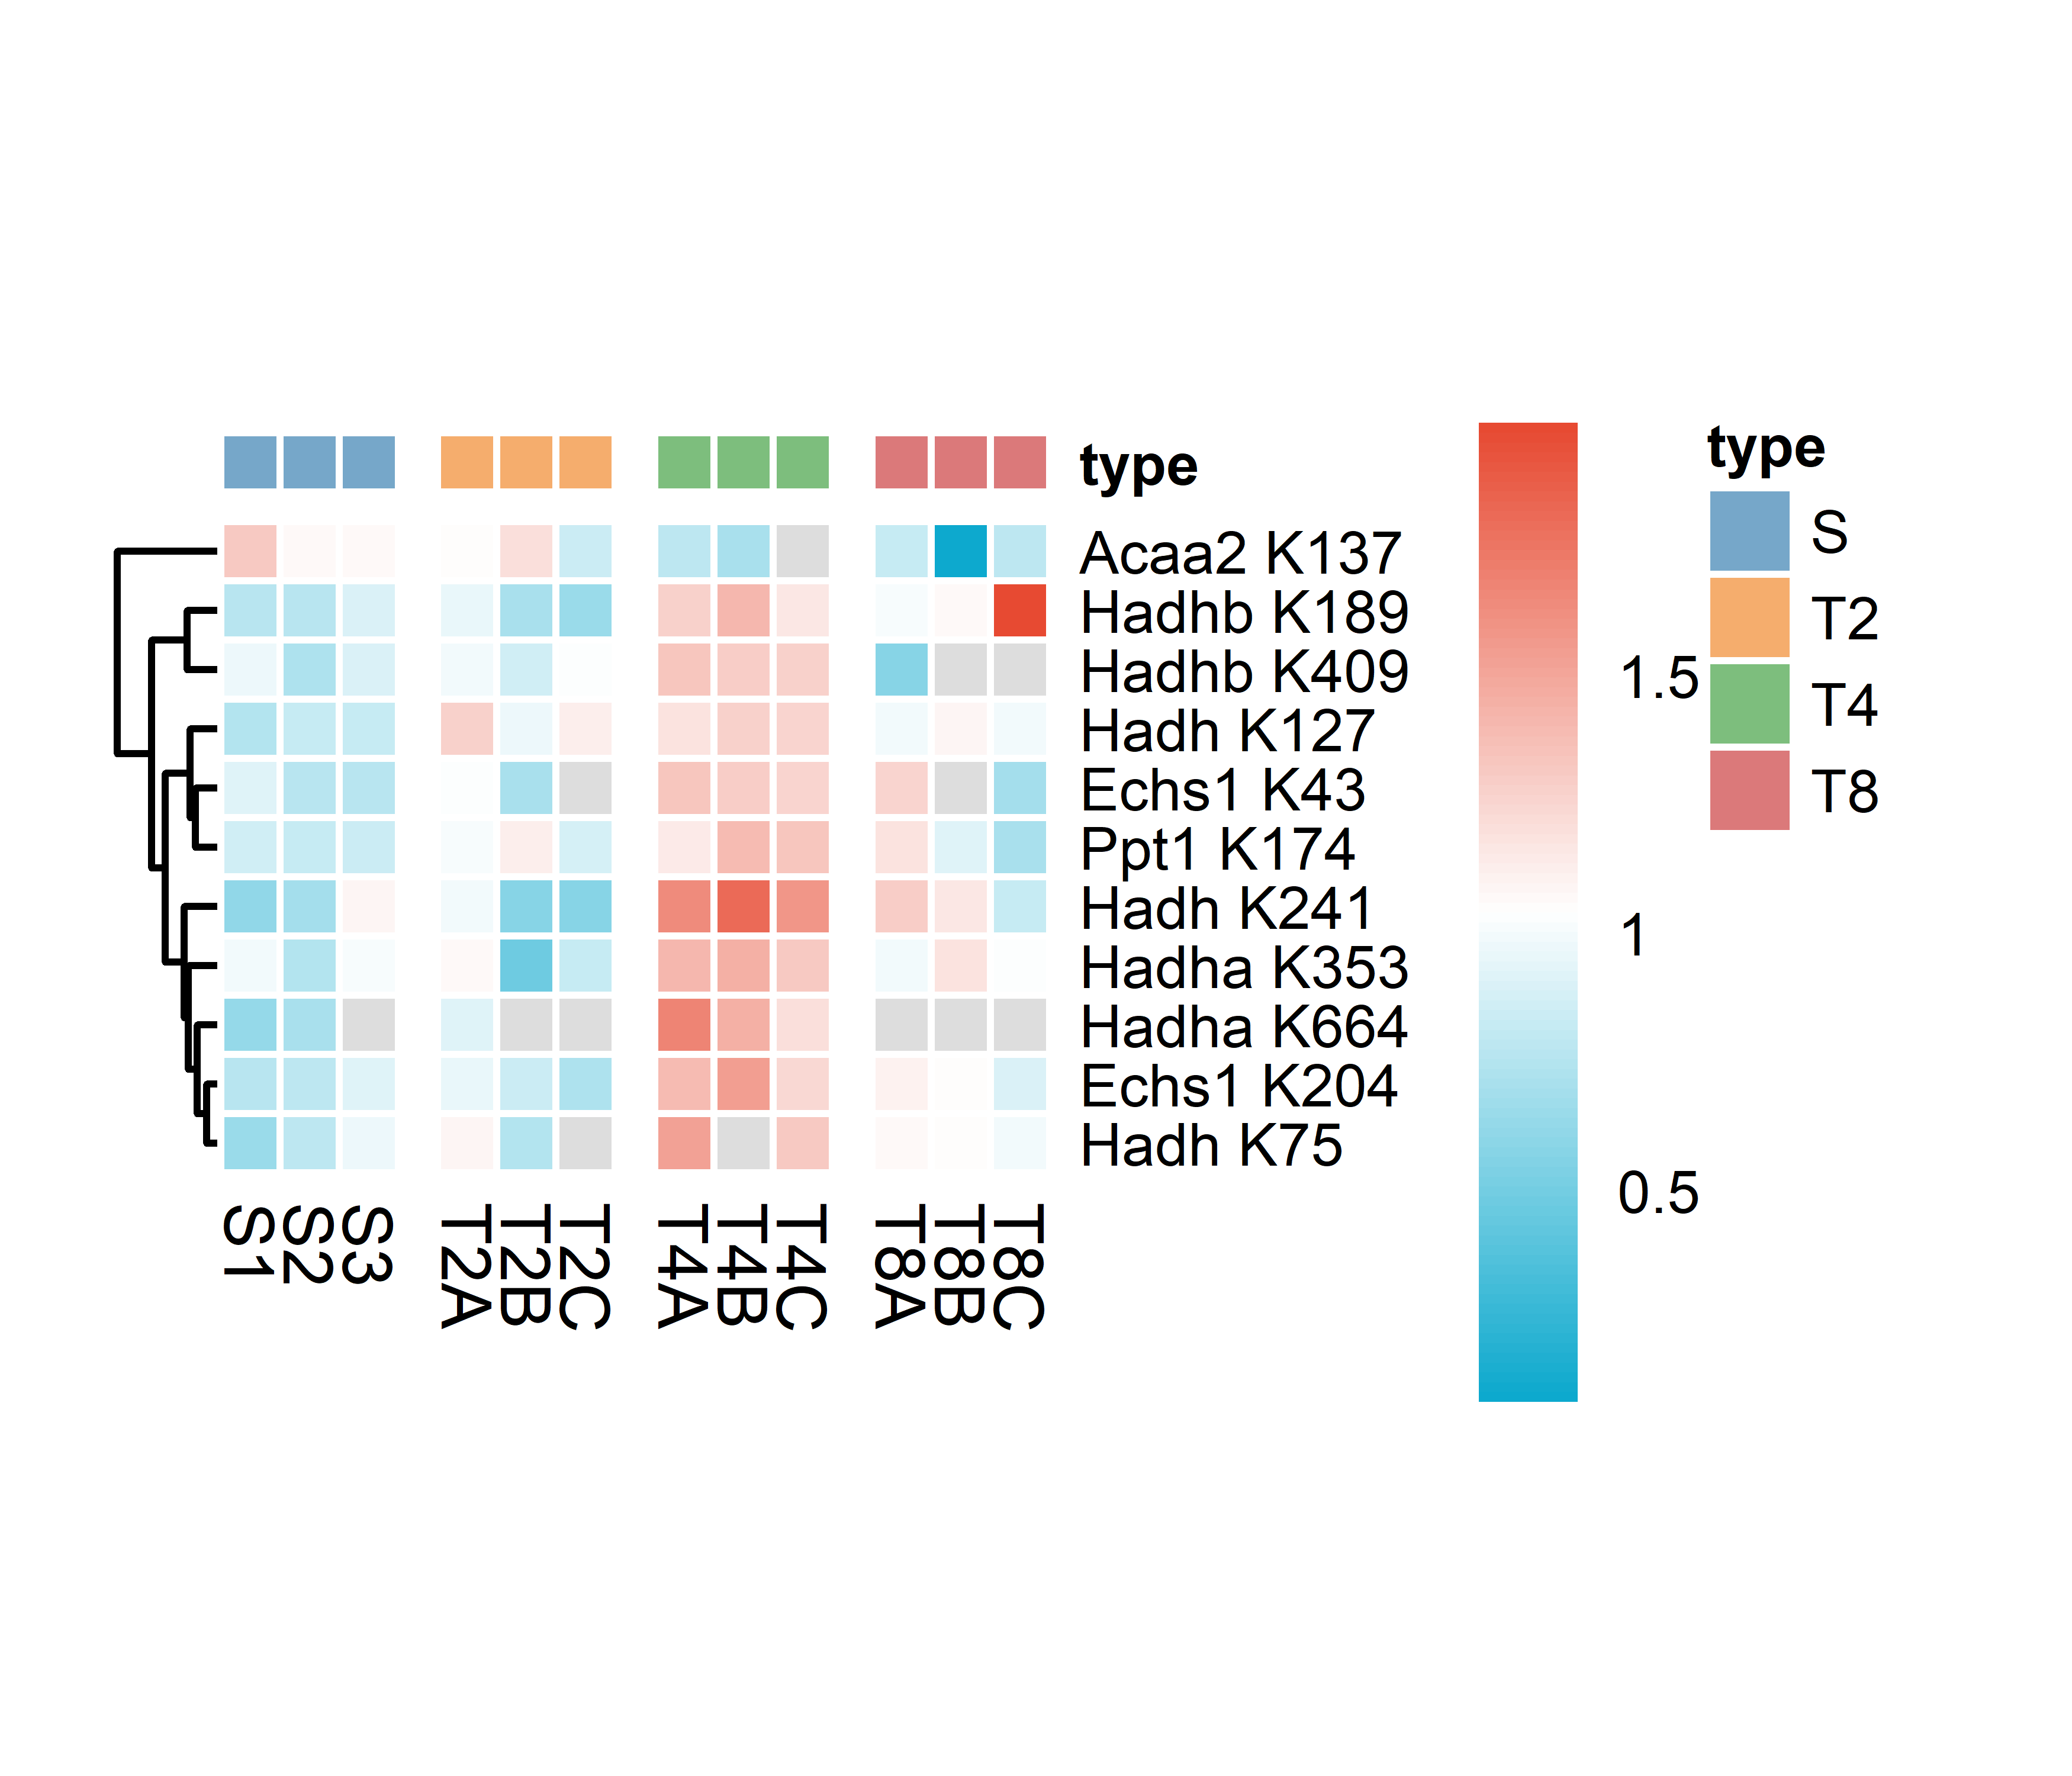 type
Acaa2 K137
Hadhb K189
Hadhb K409
Hadh K127
Echs1 K43
Ppt1 K174
Hadh K241
Hadha K353
Hadha K664
Echs1 K204
Hadh K75
S1
S2
S3
T2A
T2B
T2C
T4A
T4B
T4C
T8A
T8B
T8C
1.5
1
0.5
type
S
T2
T4
T8